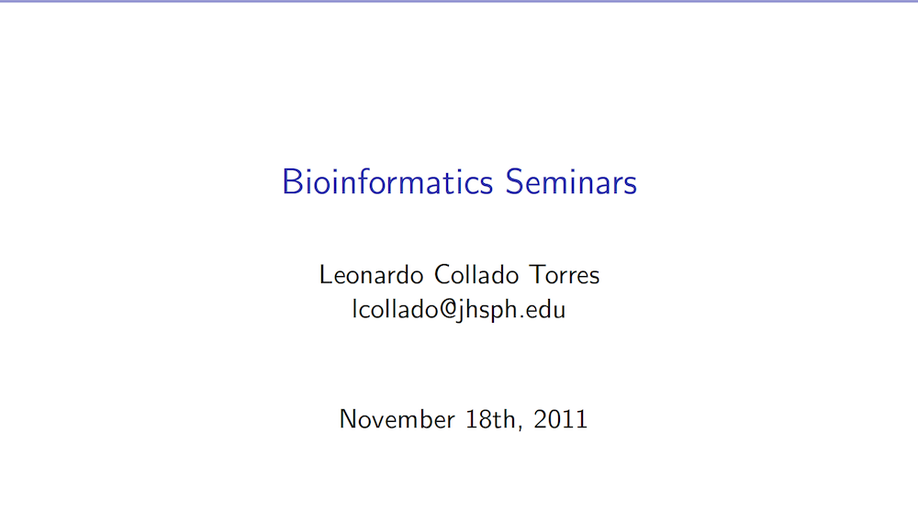 Bioinformatics Seminars
Leonardo Collado Torres
lcollado@jhsph.edu
November 18th, 2011